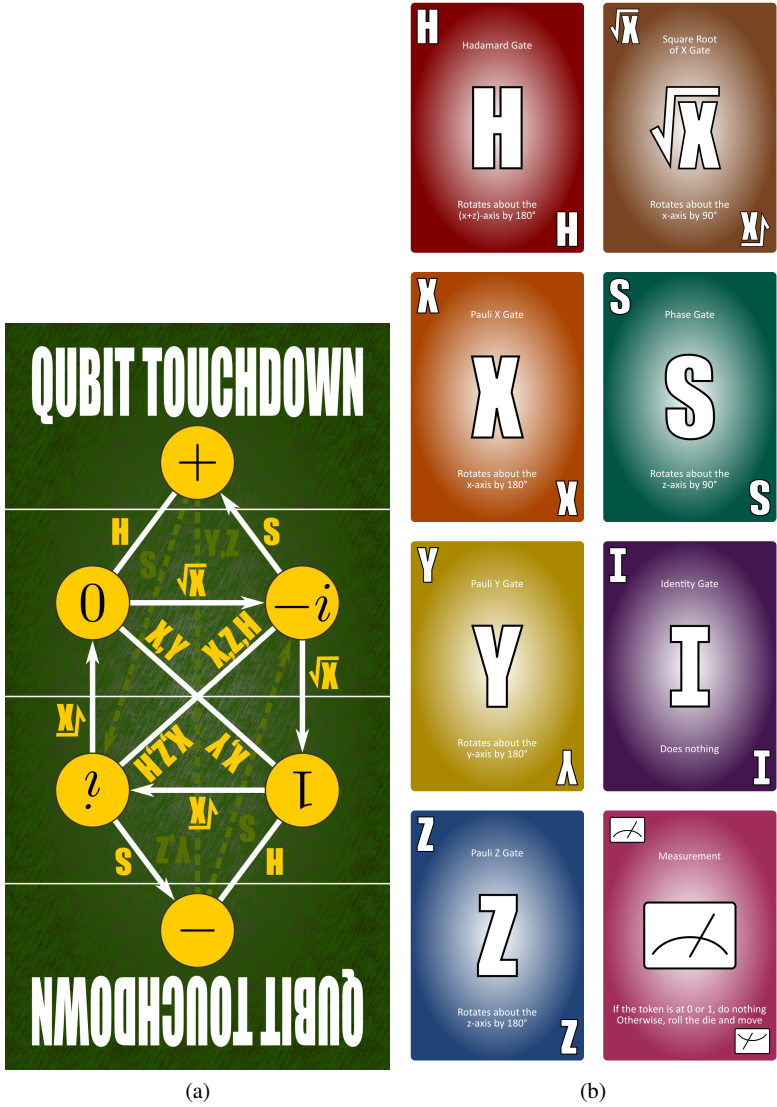 QUBIT TOUCHDOWN
+
H
S
S
Y,Z
0
√X
−i
X,Y
X,Z,H
√X
√X
X,Z,H
X,Y
i
√X
1
S
Y,Z
S
H
−
QUBIT TOUCHDOWN
(a)
H
Hadamard Gate
H
Rotates about the
(x+z)-axis by 180°
H
√X
Square Root
of X Gate
√X
Rotates about the
x-axis by 90°
√X
X
Pauli X Gate
X
Rotates about the
x-axis by 180°
X
S
Phase Gate
S
Rotates about the
z-axis by 90°
S
Y
Pauli Y Gate
Y
Rotates about the
y-axis by 180°
Y
I
Identity Gate
I
Does nothing
I
Z
Pauli Z Gate
Z
Rotates about the
z-axis by 180°
Z
Measurement
If the token is at 0 or 1, do nothing
Otherwise, roll the die and move
(b)